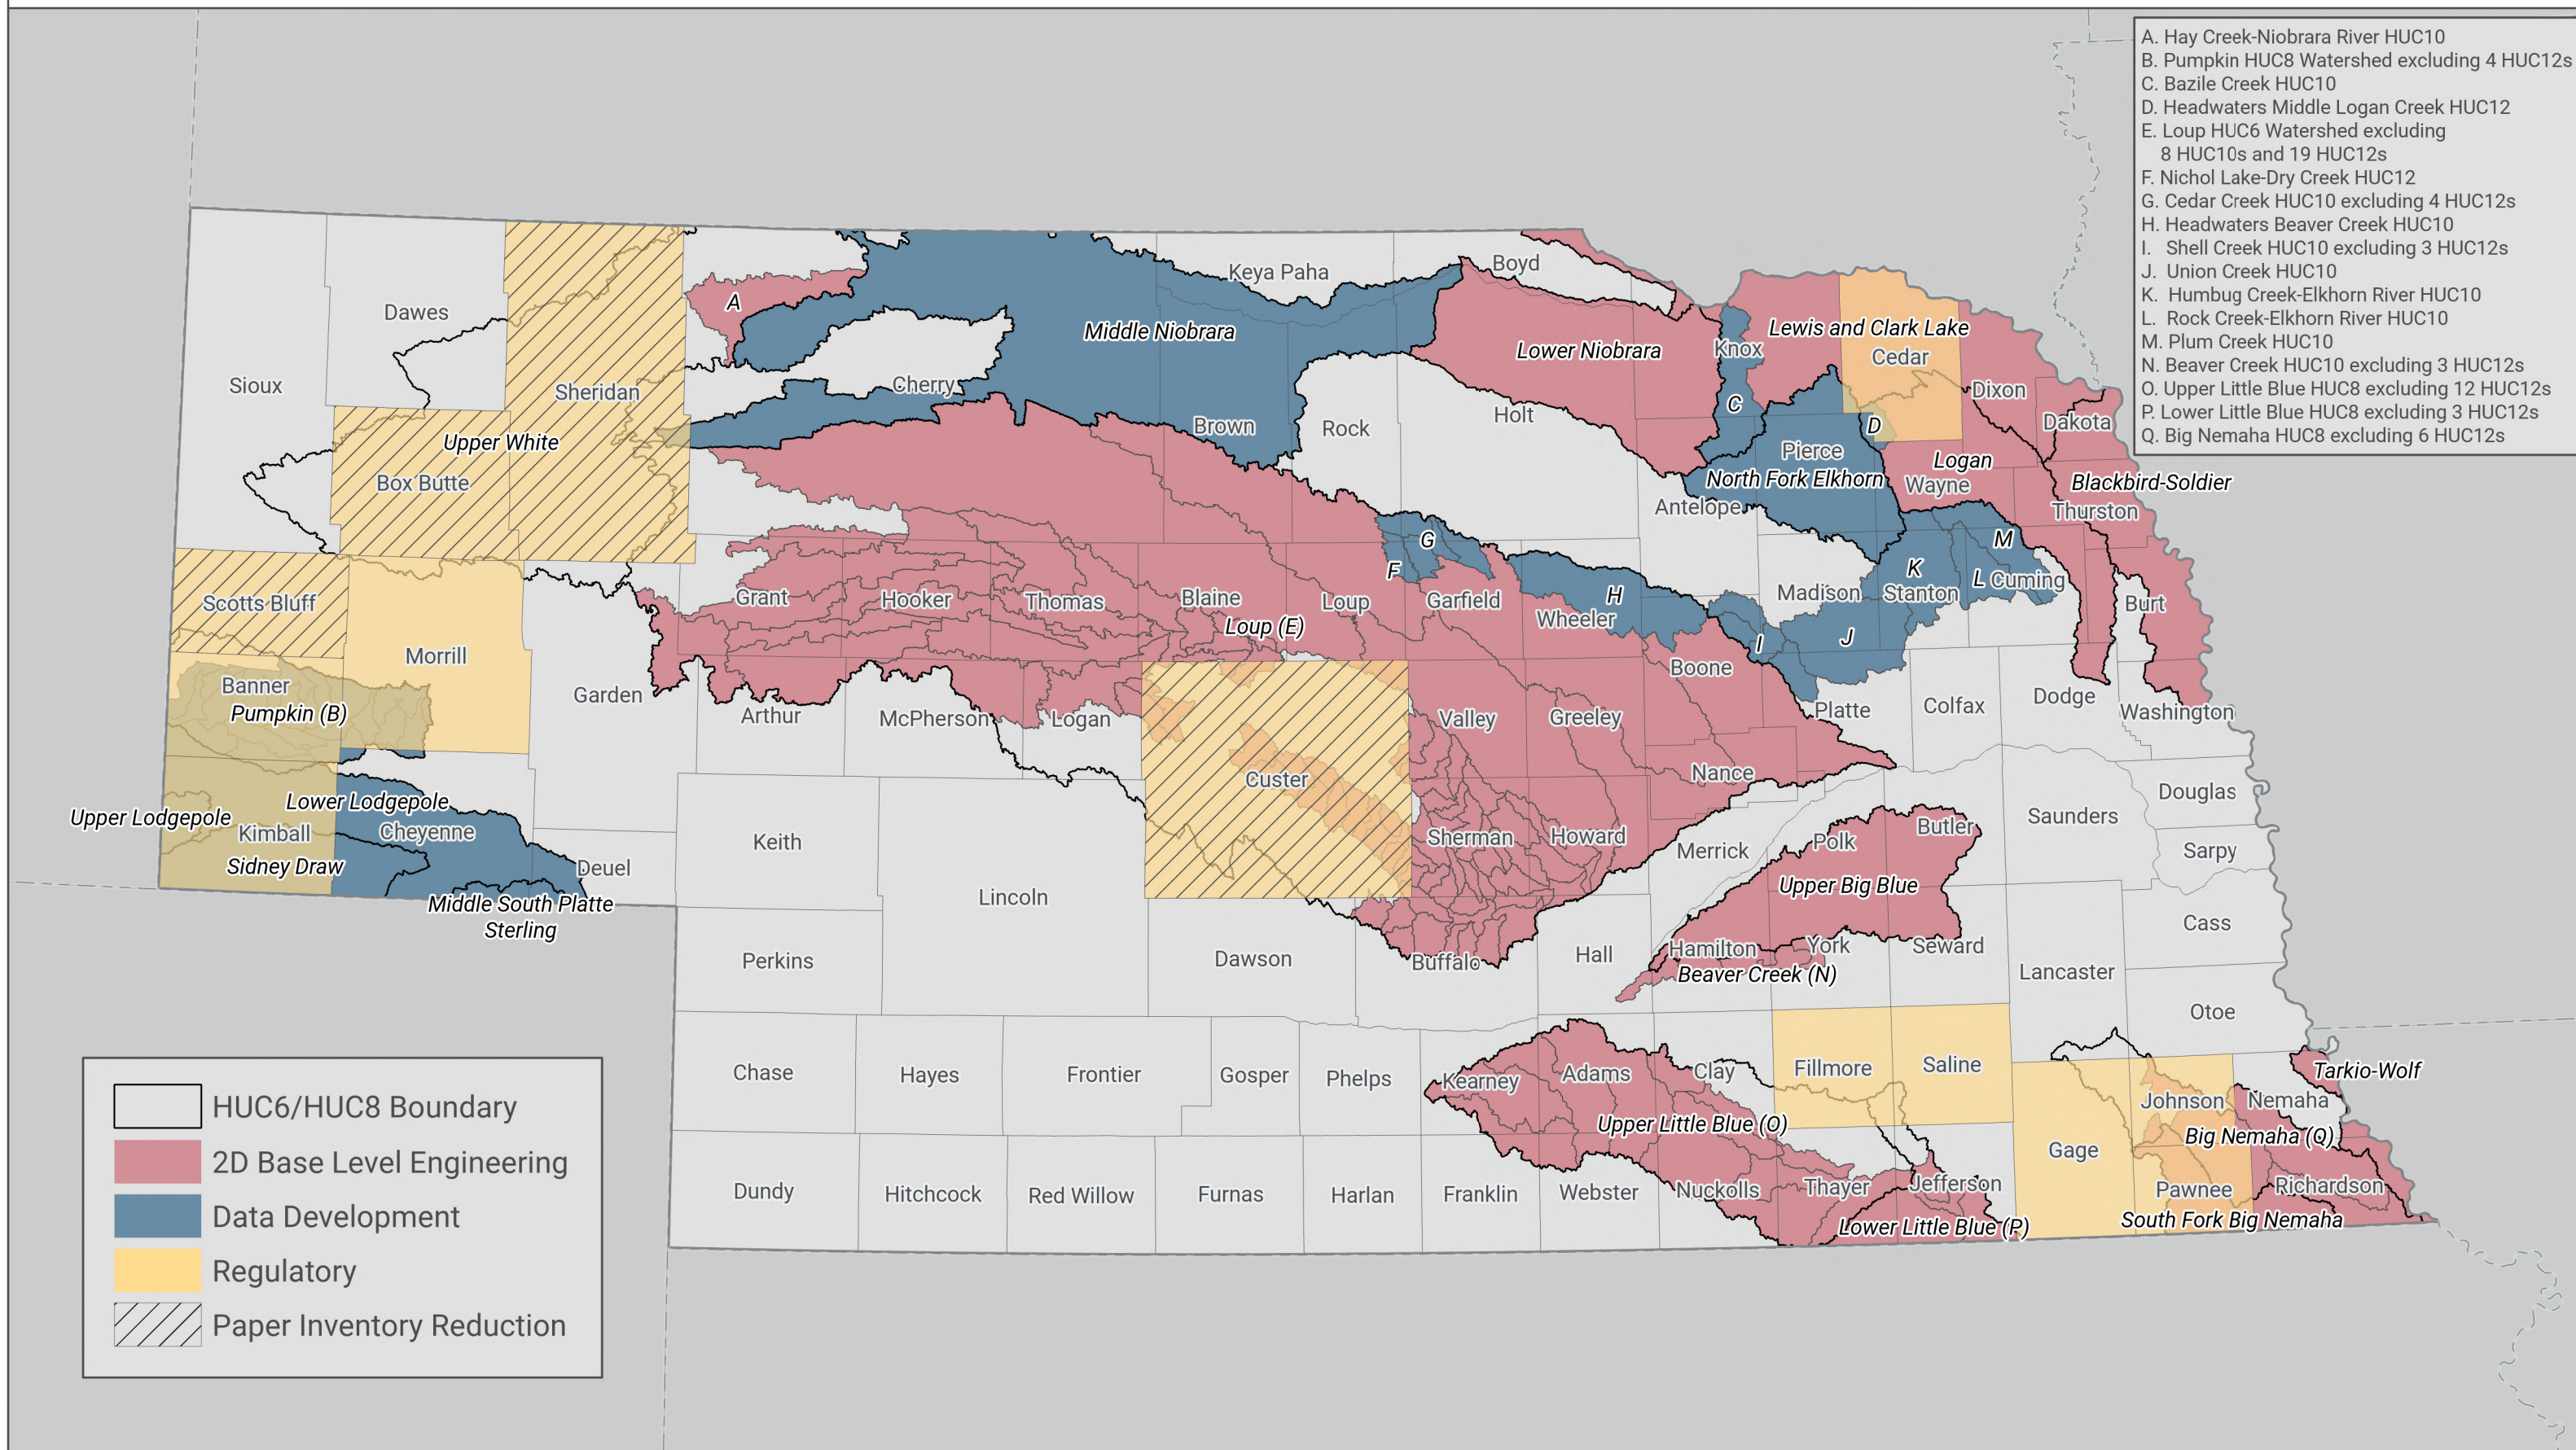 A. Hay Creek-Niobrara River HUC10
B. Pumpkin HUC8 Watershed excluding 4 HUC12s
C. Bazile Creek HUC10
D. Headwaters Middle Logan Creek HUC12
E. Loup HUC6 Watershed excluding
8 HUC10s and 19 HUC12s
F. Nichol Lake-Dry Creek HUC12
G. Cedar Creek HUC10 excluding 4 HUC12s
H. Headwaters Beaver Creek HUC10
I. Shell Creek HUC10 excluding 3 HUC12s
J. Union Creek HUC10
K. Humbug Creek-Elkhorn River HUC10
L. Rock Creek-Elkhorn River HUC10
M. Plum Creek HUC10
N. Beaver Creek HUC10 excluding 3 HUC12s
O. Upper Little Blue HUC8 excluding 12 HUC12s
P. Lower Little Blue HUC8 excluding 3 HUC12s
Q. Big Nemaha HUC8 excluding 6 HUC12s
Sioux
Dawes
Sheridan
Box Butte
Upper White
A
Cherry
Middle Niobrara
Keya Paha
Brown
Rock
Boyd
Holt
Lower Niobrara
Knox
C
Lewis and Clark Lake
Cedar
D
Dixon
Dakota
Pierce
North Fork Elkhorn
Antelope
Logan
Wayne
Blackbird-Soldier
Thurston
Scotts Bluff
Morrill
Banner
Pumpkin (B)
Garden
Grant
Hooker
Thomas
Blaine
Loup
Loup (E)
G
F
Garfield
Wheeler
H
I
Boone
Madison
J
K
Stanton
M
L
Cuming
Burt
Arthur
McPherson
Logan
Custer
Valley
Greeley
Nance
Platte
Colfax
Dodge
Washington
Upper Lodgepole
Kimball
Lower Lodgepole
Cheyenne
Sidney Draw
Deuel
Middle South Platte
Sterling
Keith
Lincoln
Sherman
Howard
Merrick
Polk
Butler
Upper Big Blue
Saunders
Douglas
Sarpy
Cass
Perkins
Dawson
Buffalo
Hall
Hamilton
York
Beaver Creek (N)
Seward
Lancaster
Otoe
Chase
Hayes
Frontier
Gosper
Phelps
Kearney
Adams
Clay
Upper Little Blue (O)
Fillmore
Saline
Gage
Johnson
Nemaha
Tarkio-Wolf
Big Nemaha (Q)
Dundy
Hitchcock
Red Willow
Furnas
Harlan
Franklin
Webster
Nuckolls
Thayer
Jefferson
Lower Little Blue (P)
Pawnee
Richardson
South Fork Big Nemaha
HUC6/HUC8 Boundary
2D Base Level Engineering
Data Development
Regulatory
Paper Inventory Reduction